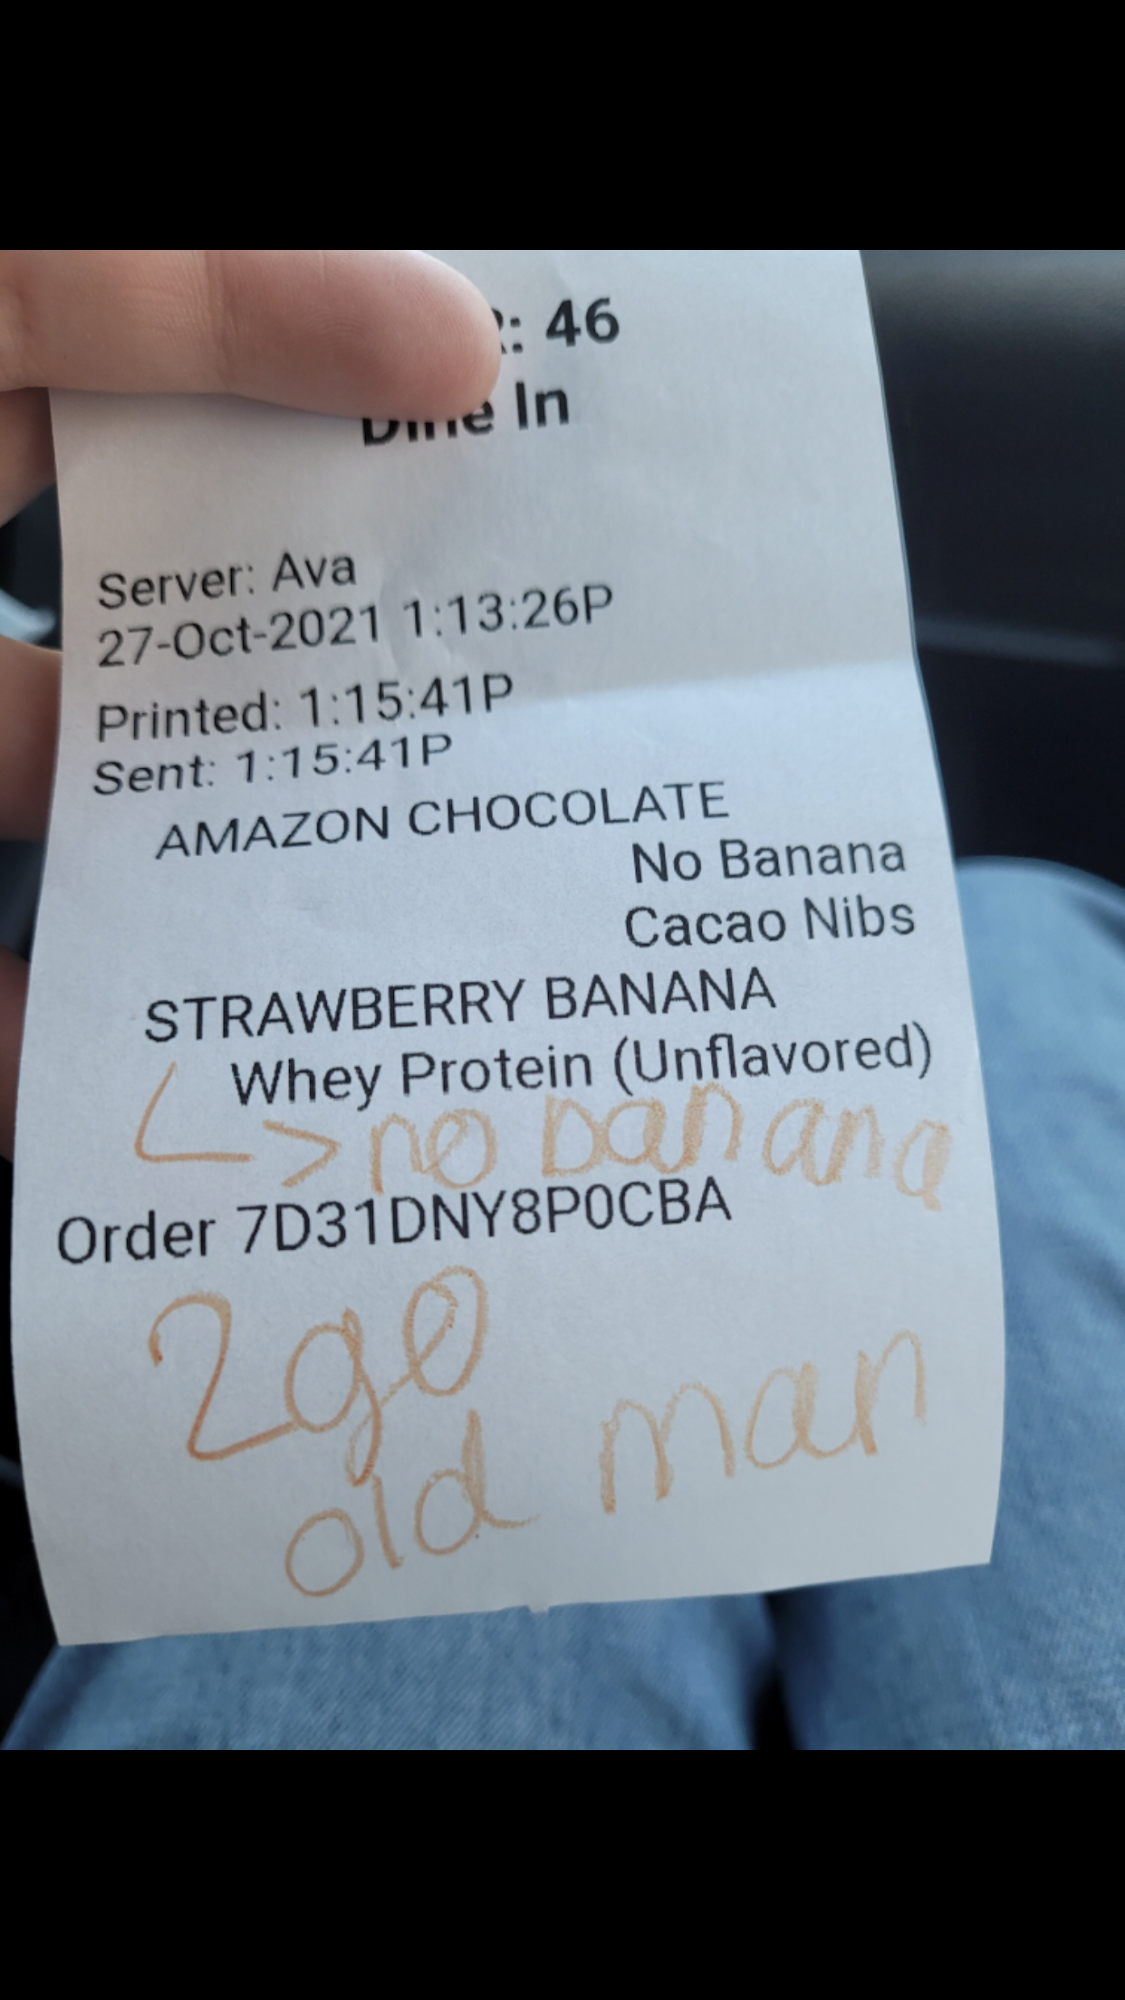 : 46
Dine In
Server: Ava
27-Oct-2021 1:13:26P
Printed: 1:15:41P
Sent: 1:15:41P
AMAZON CHOCOLATE
No Banana
Cacao Nibs
STRAWBERRY BANANA
Whey Protein (Unflavored)
no banana
Order 7D31DNY8P0CBA
2go
old man